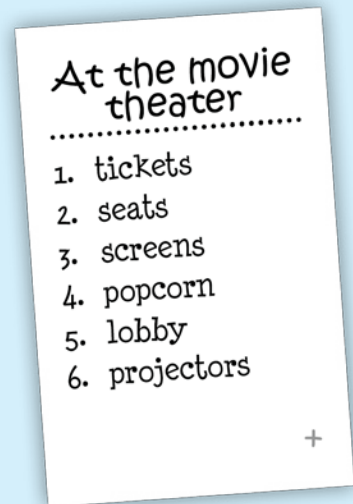 At the movie
theater
1. tickets
2. seats
3. screens
4. popcorn
5. lobby
6. projectors
+